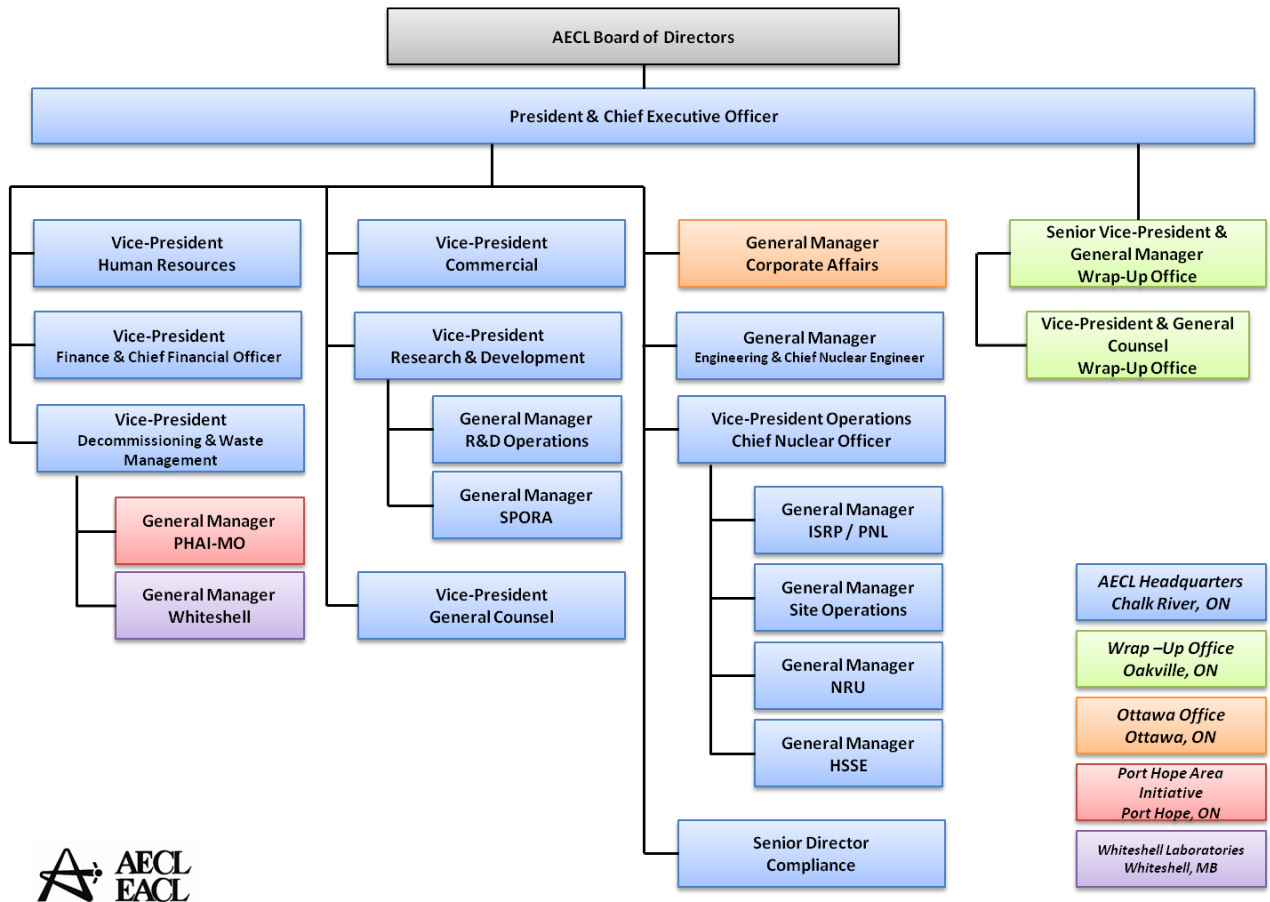 AECL Board of Directors
President & Chief Executive Officer
Vice-President
Human Resources
Vice-President
Finance & Chief Financial Officer
Vice-President
Decommissioning & Waste
Management
General Manager
PHAI-MO
General Manager
Whiteshell
Vice-President
Commercial
Vice-President
Research & Development
General Manager
R&D Operations
General Manager
SPORA
Vice-President
General Counsel
General Manager
Corporate Affairs
General Manager
Engineering & Chief Nuclear Engineer
Vice-President Operations
Chief Nuclear Officer
General Manager
ISRP / PNL
General Manager
Site Operations
General Manager
NRU
General Manager
HSSE
Senior Director
Compliance
Senior Vice-President &
General Manager
Wrap-Up Office
Vice-President & General
Counsel
Wrap-Up Office
AECL Headquarters
Chalk River, ON
Wrap –Up Office
Oakville, ON
Ottawa Office
Ottawa, ON
Port Hope Area
Initiative
Port Hope, ON
Whiteshell Laboratories
Whiteshell, MB
AECL
EACL